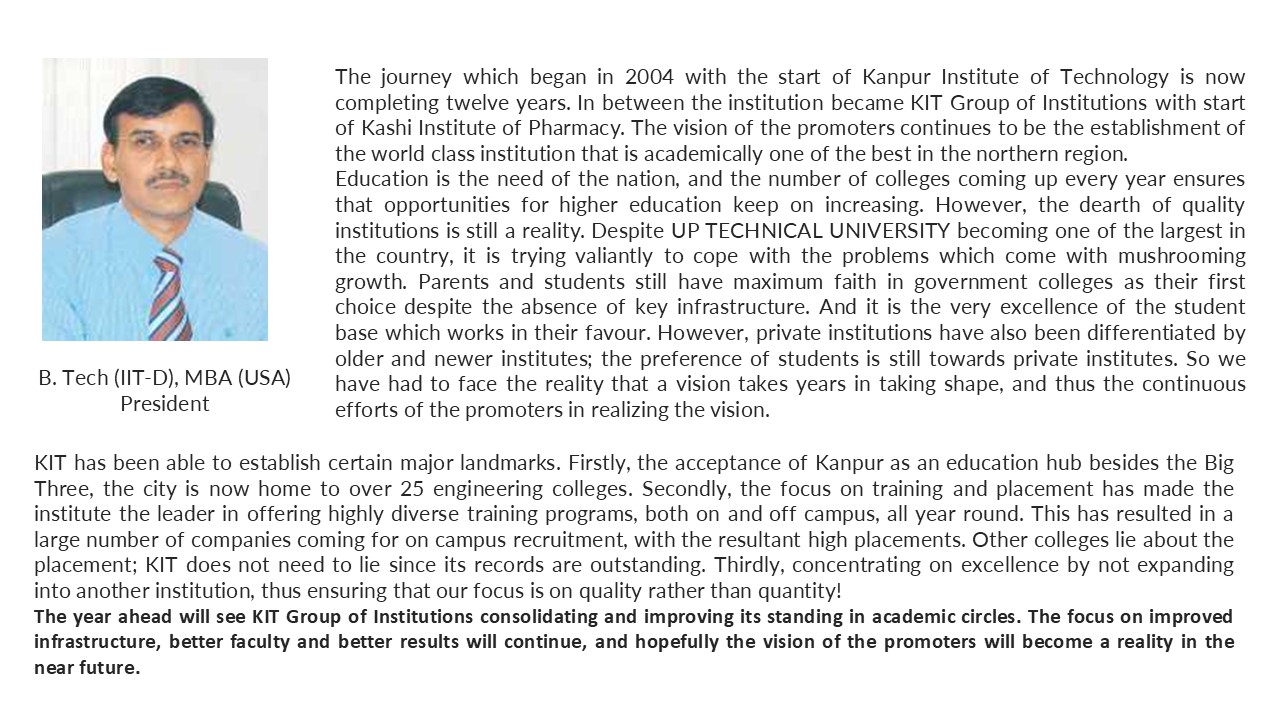 The journey which began in 2004 with the start of Kanpur Institute of Technology is now
completing twelve years. In between the institution became KIT Group of Institutions with start
of Kashi Institute of Pharmacy. The vision of the promoters continues to be the establishment of
the world class institution that is academically one of the best in the northern region.
Education is the need of the nation, and the number of colleges coming up every year ensures
that opportunities for higher education keep on increasing. However, the dearth of quality
institutions is still a reality. Despite UP TECHNICAL UNIVERSITY becoming one of the largest in
the country, it is trying valiantly to cope with the problems which come with mushrooming
growth. Parents and students still have maximum faith in government colleges as their first
choice despite the absence of key infrastructure. And it is the very excellence of the student
base which works in their favour. However, private institutions have also been differentiated by
older and newer institutes; the preference of students is still towards private institutes. So we
have had to face the reality that a vision takes years in taking shape, and thus the continuous
efforts of the promoters in realizing the vision.
B. Tech (IIT-D), MBA (USA)
President
KIT has been able to establish certain major landmarks. Firstly, the acceptance of Kanpur as an education hub besides the Big
Three, the city is now home to over 25 engineering colleges. Secondly, the focus on training and placement has made the
institute the leader in offering highly diverse training programs, both on and off campus, all year round. This has resulted in a
large number of companies coming for on campus recruitment, with the resultant high placements. Other colleges lie about the
placement; KIT does not need to lie since its records are outstanding. Thirdly, concentrating on excellence by not expanding
into another institution, thus ensuring that our focus is on quality rather than quantity!
The year ahead will see KIT Group of Institutions consolidating and improving its standing in academic circles. The focus on improved
infrastructure, better faculty and better results will continue, and hopefully the vision of the promoters will become a reality in the
near future.